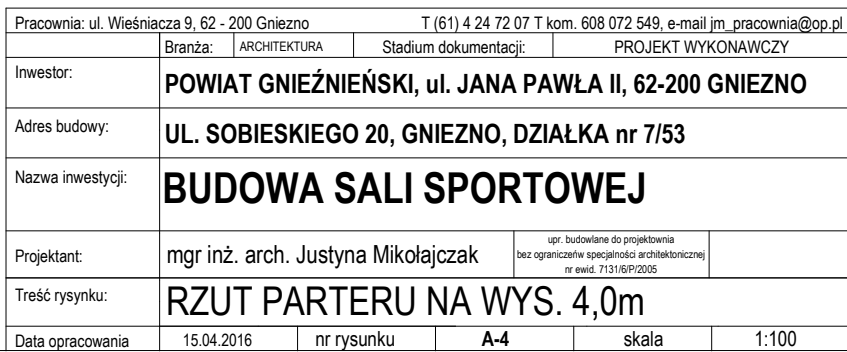 Pracownia: ul. Wieśniacza 9, 62 - 200 Gniezno T (61) 4 24 72 07 T kom. 608 072 549, e-mail jm_pracownia@op.pl
Branża: ARCHITEKTURA Stadium dokumentacji: PROJEKT WYKONAWCZY
Inwestor: POWIAT GNIEŹNIEŃSKI, ul. JANA PAWŁA II, 62-200 GNIEZNO
Adres budowy: UL. SOBIESKIEGO 20, GNIEZNO, DZIAŁKA nr 7/53
Nazwa inwestycji: BUDOWA SALI SPORTOWEJ
Projektant: mgr inż. arch. Justyna Mikołajczak
upr. budowlane do projektownia
bez ograniczeńw specjalności architektonicznej
nr ewid. 7131/6/P/2005
Treść rysynku: RZUT PARTERU NA WYS. 4,0m
Data opracowania 15.04.2016 nr rysunku A-4 skala 1:100